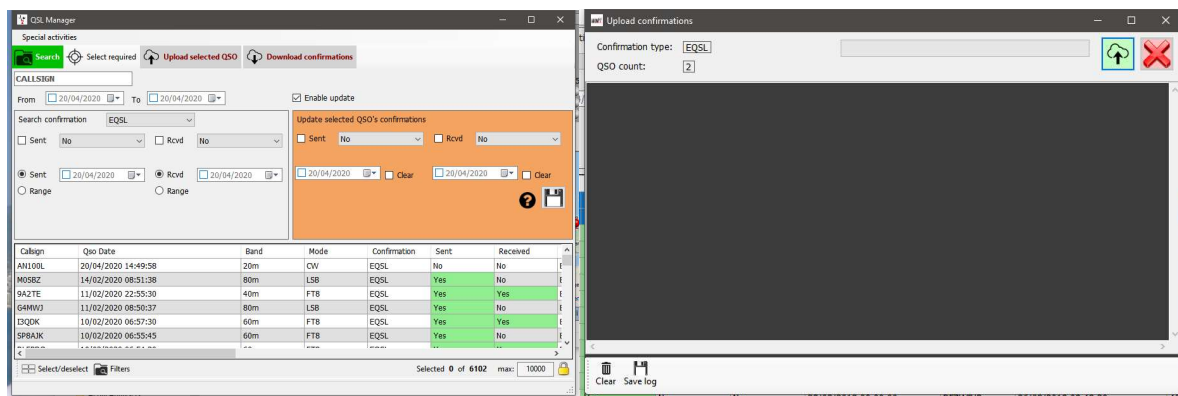 QSL Manager
Special activities
Search Select required Upload selected QSO Download confirmations
CALLSIGN
From 20/04/2020 To 20/04/2020 Enable update
Search confirmation EQSL
Sent No Rcvd No
Sent 20/04/2020 Rcvd 20/04/2020
Range Range
Update selected QSO's confirmations
Sent No Rcvd No
20/04/2020 Clear 20/04/2020 Clear
Callsign Qso Date Band Mode Confirmation Sent Received
AN100L 20/04/2020 14:49:58 20m CW EQSL No No
M0SBZ 14/02/2020 08:51:38 80m LSB EQSL Yes No
9A2TE 11/02/2020 22:55:30 40m FT8 EQSL Yes Yes
G4MWJ 11/02/2020 08:50:37 80m LSB EQSL Yes No
I3QDK 10/02/2020 06:57:30 60m FT8 EQSL Yes Yes
SP8AJK 10/02/2020 06:55:45 60m FT8 EQSL Yes No
Select/deselect Filters Selected 0 of 6102 max: 10000
Upload confirmations
Confirmation type: EQSL
QSO count: 2
Clear Save log